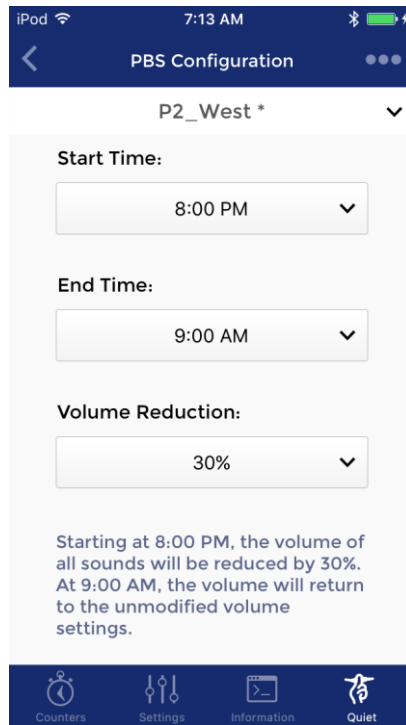 iPod 7:13 AM
PBS Configuration
P2_West *
Start Time:
8:00 PM
End Time:
9:00 AM
Volume Reduction:
30%
Starting at 8:00 PM, the volume of
all sounds will be reduced by 30%.
At 9:00 AM, the volume will return
to the unmodified volume
settings.
Counters Settings Information Quiet